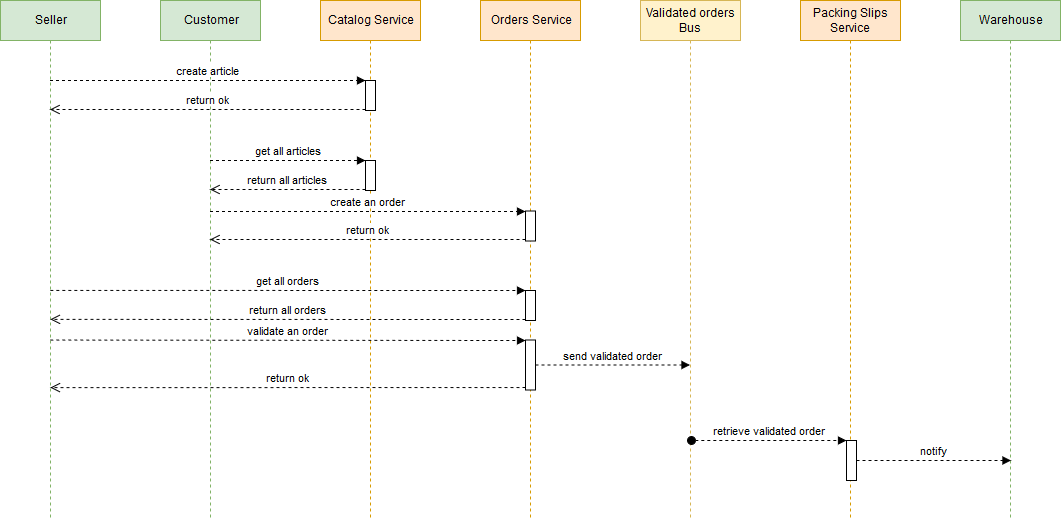 Seller
Customer
Catalog Service
Orders Service
Validated orders
Bus
Packing Slips
Service
Warehouse
create article
return ok
get all articles
return all articles
create an order
return ok
get all orders
return all orders
validate an order
send validated order
return ok
retrieve validated order
notify